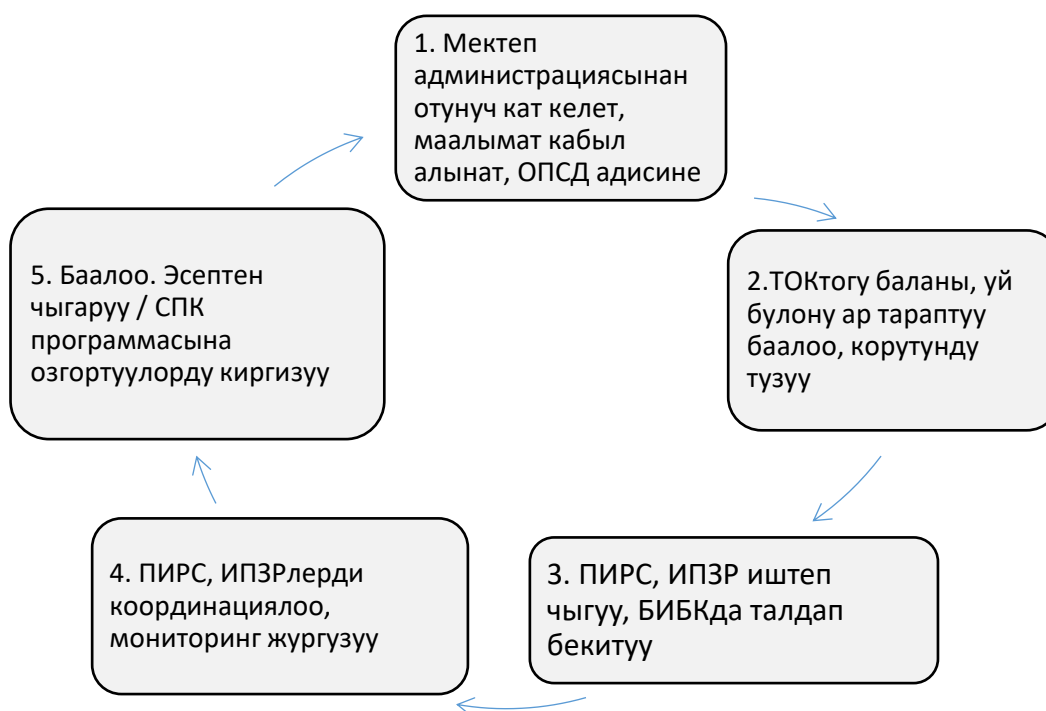 1. Мектеп
администрациясынан
отунуч кат келет,
маалымат кабыл
алынат, ОПСД адисине
2.ТОКтогу баланы, уй
булону ар тараптуу
баалоо, корутунду
тузуу
3. ПИРС, ИПЗР иштеп
чыгуу, БИБКда талдап
бекитуу
4. ПИРС, ИПЗРлерди
координациялоо,
мониторинг жургузуу
5. Баалоо. Эсептен
чыгаруу / СПК
программасына
озгортуулорду киргизуу